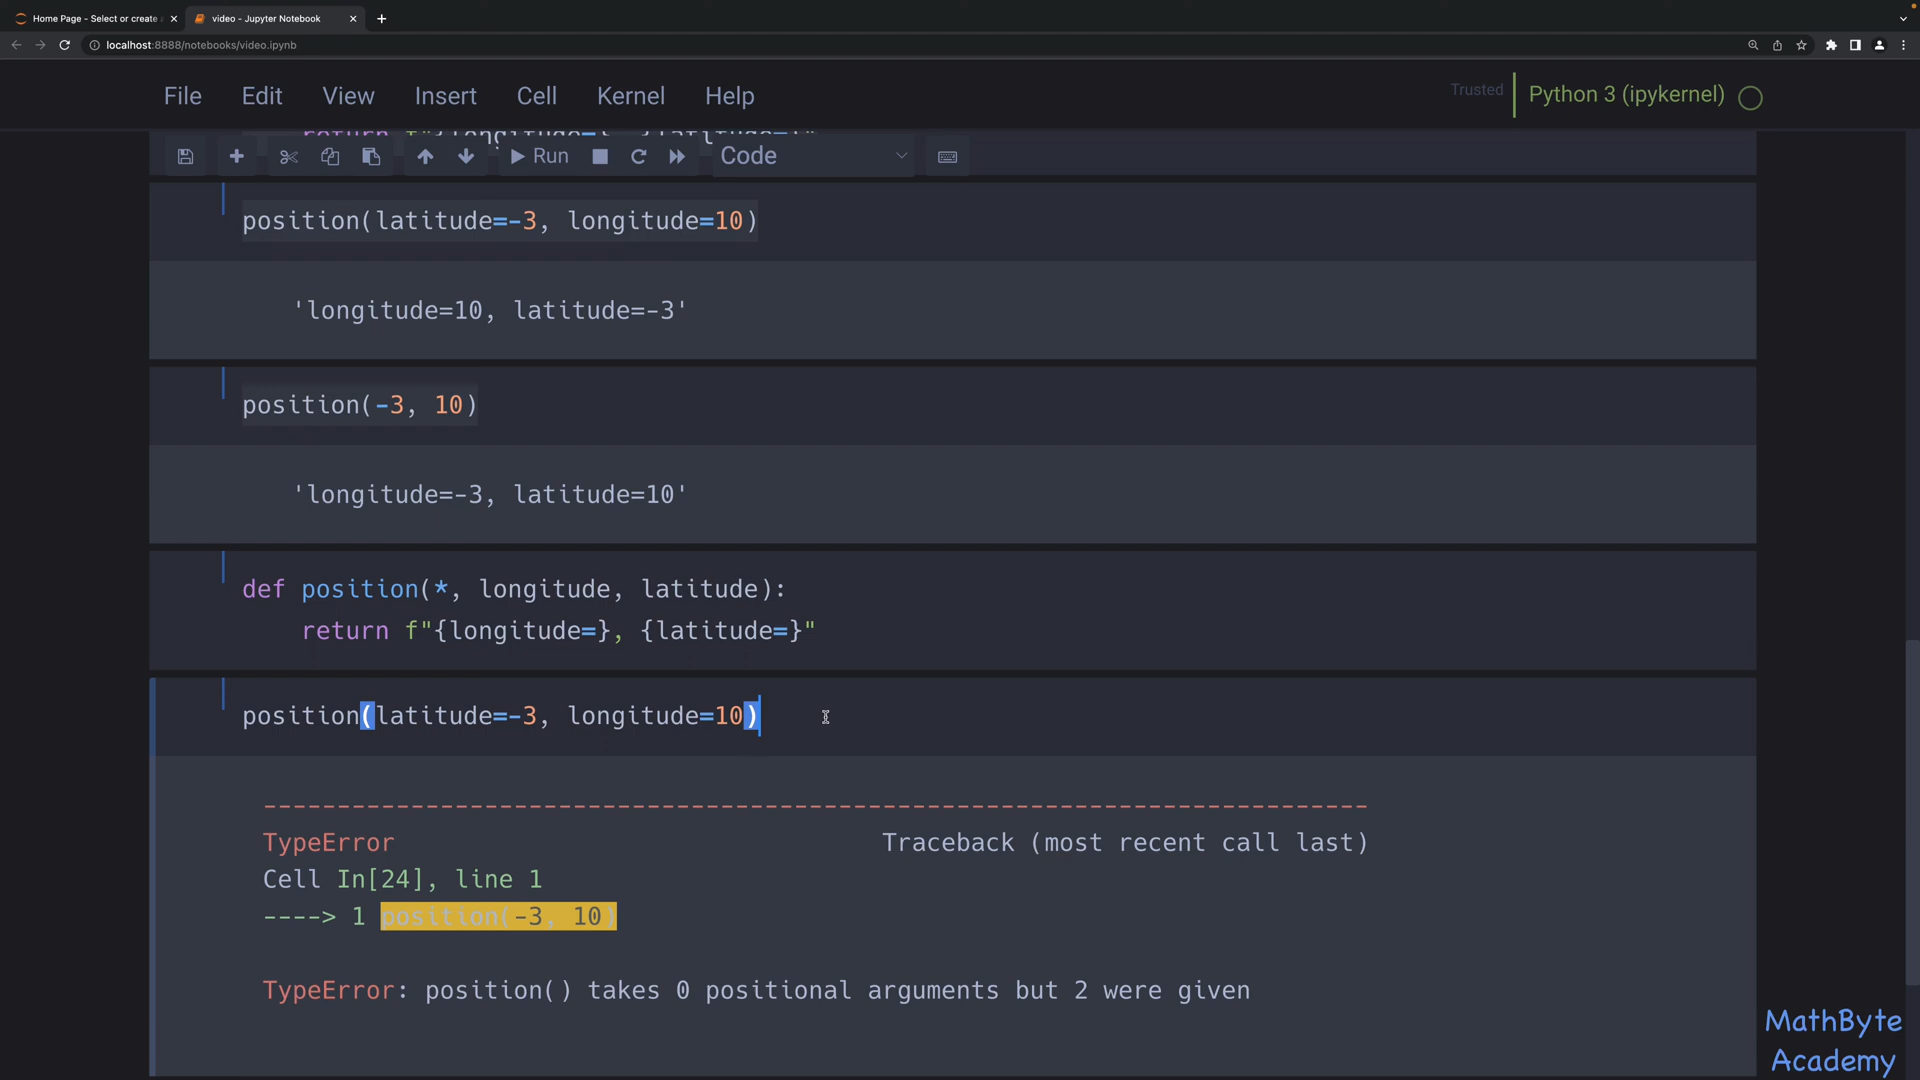 Home Page - Select or create a
video - Jupyter Notebook
localhost:8888/notebooks/video.ipynb
File Edit View Insert Cell Kernel Help
Trusted
Python 3 (ipykernel)
return f"{longitude=}, {latitude=}"
Run
Code
position(latitude=-3, longitude=10)
'longitude=10, latitude=-3'
position(-3, 10)
'longitude=-3, latitude=10'
def position(*, longitude, latitude):
    return f"{longitude=}, {latitude=}"
position(latitude=-3, longitude=10)
---------------------------------------------------------------------------
TypeError                                 Traceback (most recent call last)
Cell In[24], line 1
----> 1 position(-3, 10)
TypeError: position() takes 0 positional arguments but 2 were given
MathByte
Academy